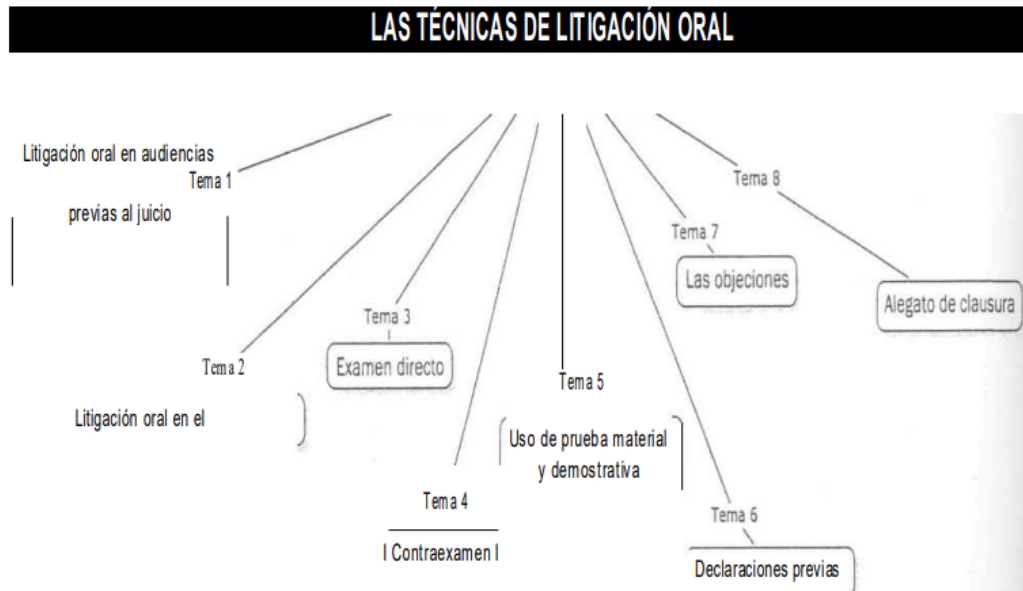 LAS TÉCNICAS DE LITIGACIÓN ORAL
Litigación oral en audiencias
Tema 1
previas al juicio
Tema 2
Litigación oral en el
Tema 3
Examen directo
Tema 4
I Contraexamen I
Tema 5
Uso de prueba material
y demostrativa
Tema 6
Declaraciones previas
Tema 7
Las objeciones
Tema 8
Alegato de clausura